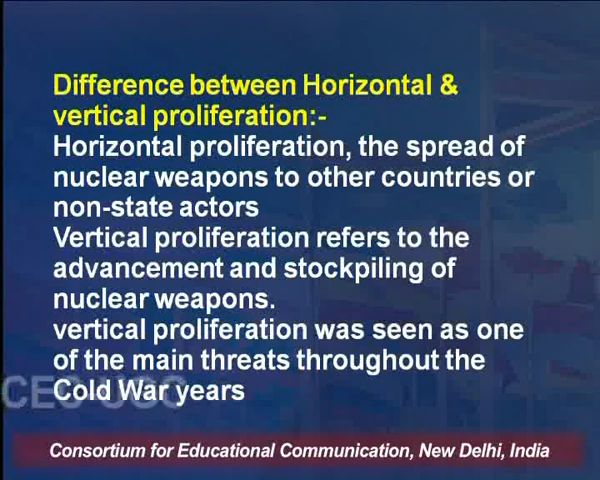 Difference between Horizontal &
vertical proliferation:-
Horizontal proliferation, the spread of
nuclear weapons to other countries or
non-state actors
Vertical proliferation refers to the
advancement and stockpiling of
nuclear weapons.
vertical proliferation was seen as one
of the main threats throughout the
Cold War years
CEC UGC
Consortium for Educational Communication, New Delhi, India